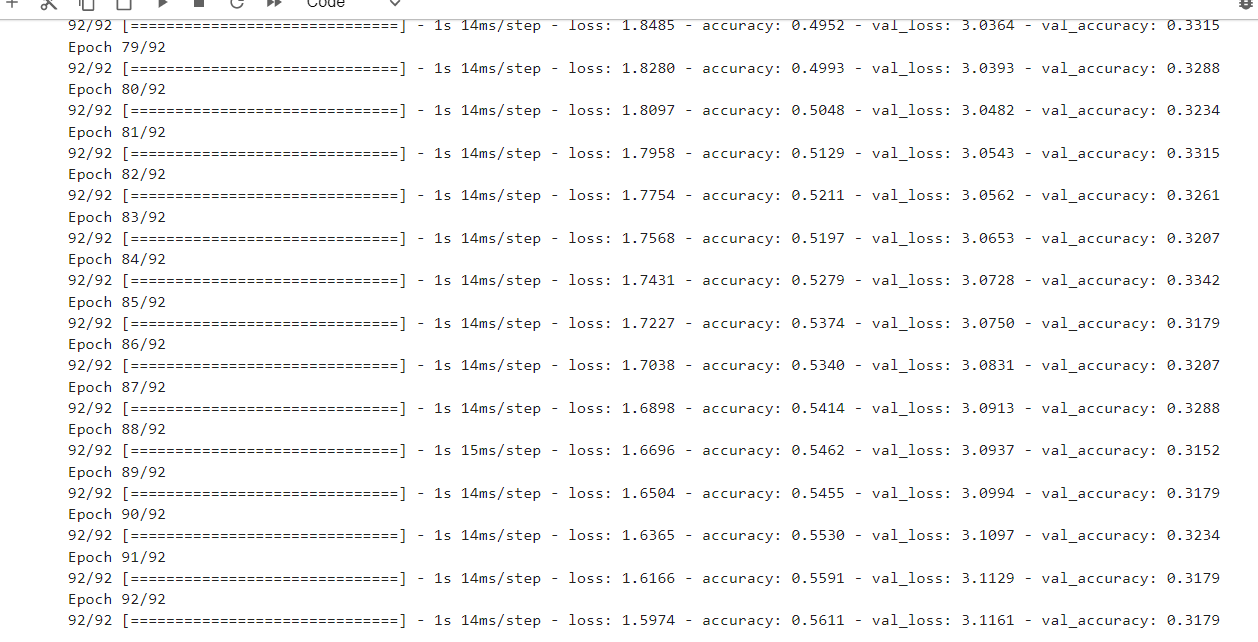 Code
92/92 [==============================] - 1s 14ms/step - loss: 1.8485 - accuracy: 0.4952 - val_loss: 3.0364 - val_accuracy: 0.3315
Epoch 79/92
92/92 [==============================] - 1s 14ms/step - loss: 1.8280 - accuracy: 0.4993 - val_loss: 3.0393 - val_accuracy: 0.3288
Epoch 80/92
92/92 [==============================] - 1s 14ms/step - loss: 1.8097 - accuracy: 0.5048 - val_loss: 3.0482 - val_accuracy: 0.3234
Epoch 81/92
92/92 [==============================] - 1s 14ms/step - loss: 1.7958 - accuracy: 0.5129 - val_loss: 3.0543 - val_accuracy: 0.3315
Epoch 82/92
92/92 [==============================] - 1s 14ms/step - loss: 1.7754 - accuracy: 0.5211 - val_loss: 3.0562 - val_accuracy: 0.3261
Epoch 83/92
92/92 [==============================] - 1s 14ms/step - loss: 1.7568 - accuracy: 0.5197 - val_loss: 3.0653 - val_accuracy: 0.3207
Epoch 84/92
92/92 [==============================] - 1s 14ms/step - loss: 1.7431 - accuracy: 0.5279 - val_loss: 3.0728 - val_accuracy: 0.3342
Epoch 85/92
92/92 [==============================] - 1s 14ms/step - loss: 1.7227 - accuracy: 0.5374 - val_loss: 3.0750 - val_accuracy: 0.3179
Epoch 86/92
92/92 [==============================] - 1s 14ms/step - loss: 1.7038 - accuracy: 0.5340 - val_loss: 3.0831 - val_accuracy: 0.3207
Epoch 87/92
92/92 [==============================] - 1s 14ms/step - loss: 1.6898 - accuracy: 0.5414 - val_loss: 3.0913 - val_accuracy: 0.3288
Epoch 88/92
92/92 [==============================] - 1s 15ms/step - loss: 1.6696 - accuracy: 0.5462 - val_loss: 3.0937 - val_accuracy: 0.3152
Epoch 89/92
92/92 [==============================] - 1s 14ms/step - loss: 1.6504 - accuracy: 0.5455 - val_loss: 3.0994 - val_accuracy: 0.3179
Epoch 90/92
92/92 [==============================] - 1s 14ms/step - loss: 1.6365 - accuracy: 0.5530 - val_loss: 3.1097 - val_accuracy: 0.3234
Epoch 91/92
92/92 [==============================] - 1s 14ms/step - loss: 1.6166 - accuracy: 0.5591 - val_loss: 3.1129 - val_accuracy: 0.3179
Epoch 92/92
92/92 [==============================] - 1s 14ms/step - loss: 1.5974 - accuracy: 0.5611 - val_loss: 3.1161 - val_accuracy: 0.3179